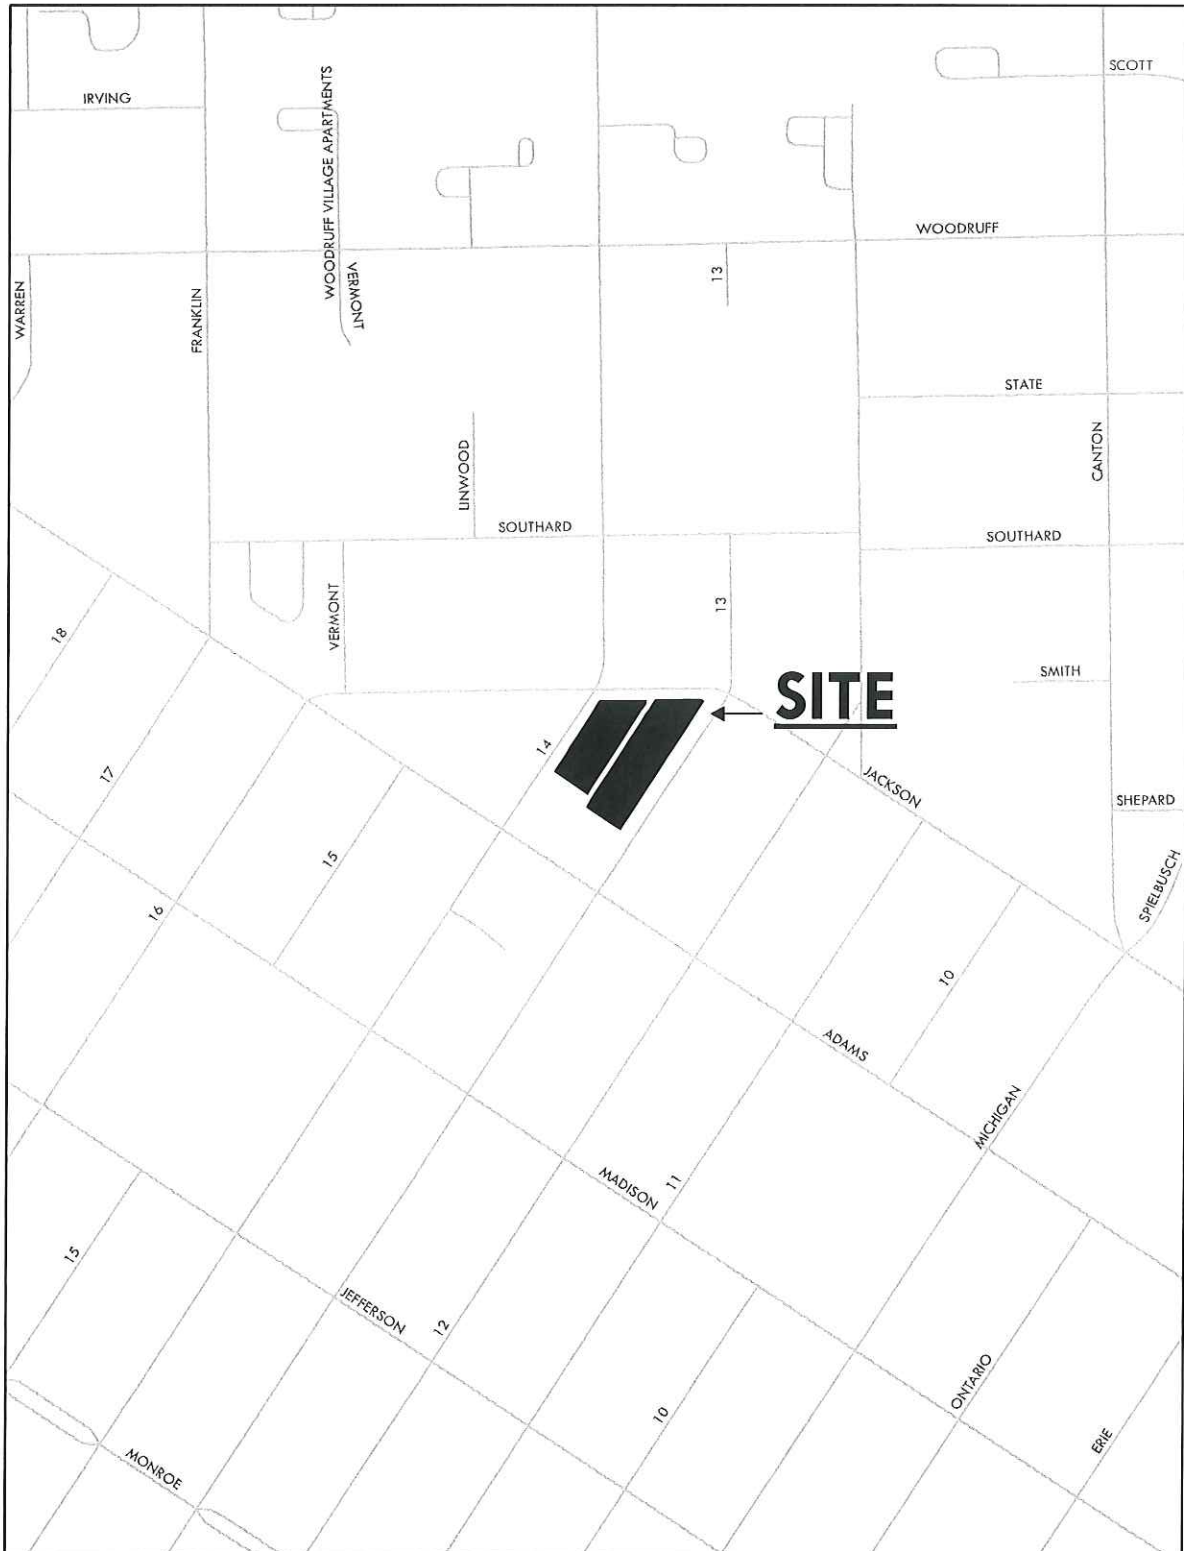 SCOTT
IRVING
WOODRUFF VILLAGE APARTMENTS
WOODRUFF
WARREN
FRANKLIN
VERMONT
13
STATE
CANTON
LINWOOD
SOUTHARD
SOUTHARD
VERMONT
13
18
SMITH
SITE
14
17
JACKSON
SHEPARD
15
SPIELBUSCH
16
10
ADAMS
MICHIGAN
MADISON
11
15
JEFFERSON
12
ONTARIO
10
ERIE
MONROE